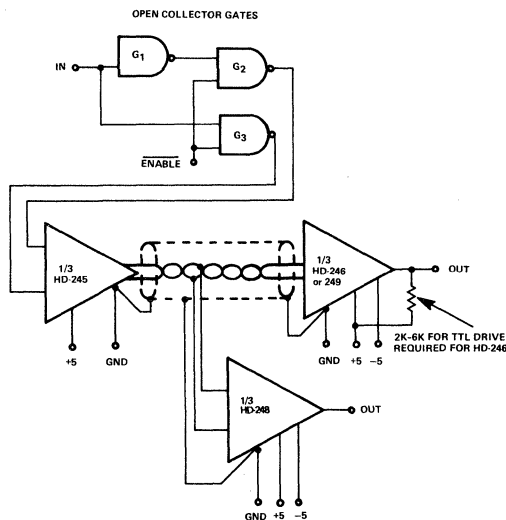 OPEN COLLECTOR GATES
IN
G1
G2
G3
ENABLE
1/3
HD-245
+5
GND
1/3
HD-246
or 249
OUT
GND
+5
-5
2K-6K FOR TTL DRIVE
REQUIRED FOR HD-246
1/3
HD-248
OUT
GND
+5
-5